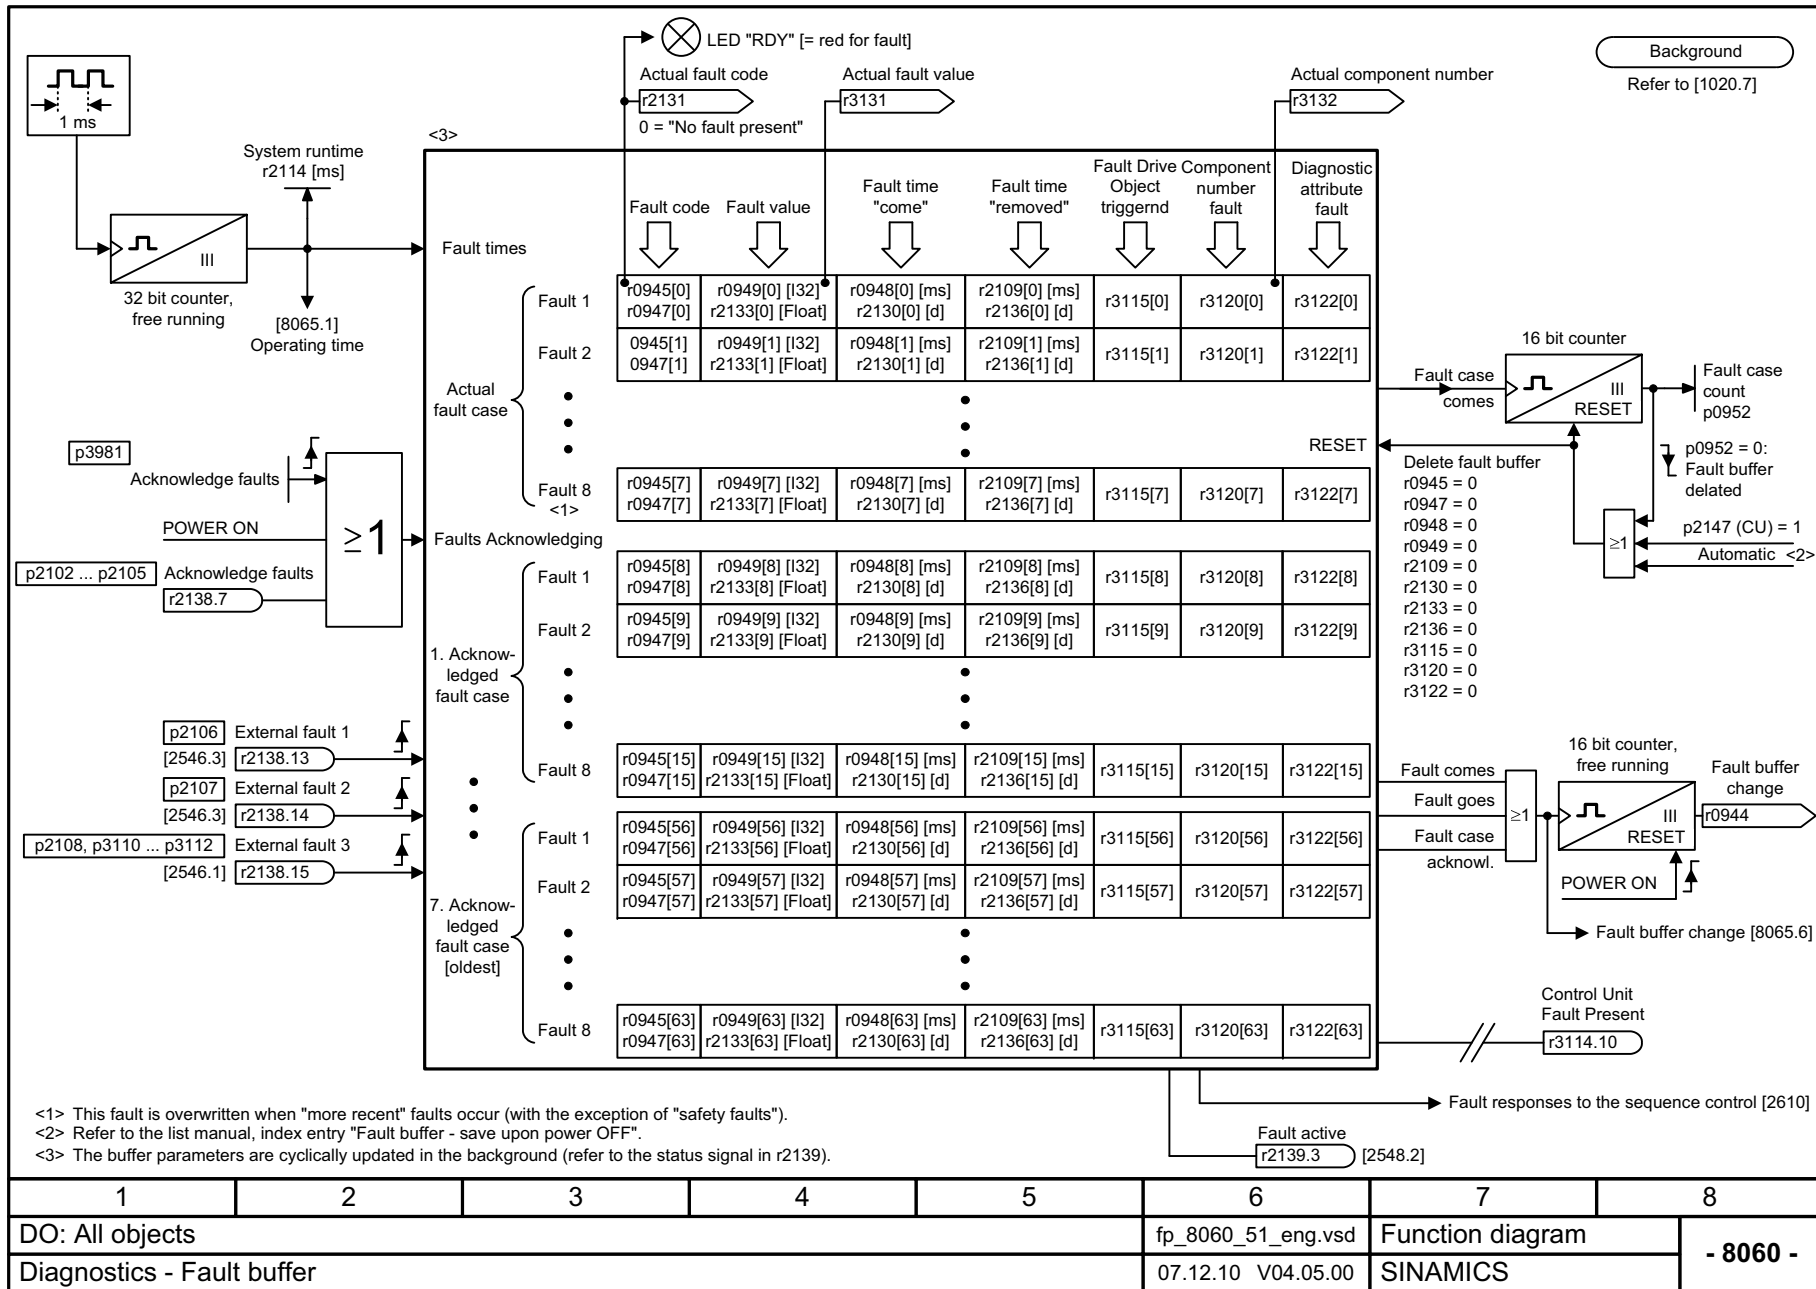 LED "RDY" [= red for fault]
Background
Refer to [1020.7]
Actual fault code
r2131
0 = "No fault present"
Actual fault value
r3131
Actual component number
r3132
1 ms
<3>
System runtime
r2114 [ms]
III
32 bit counter,
free running
[8065.1]
Operating time
Fault times
Fault code
Fault value
Fault time
"come"
Fault time
"removed"
Fault Drive
Object
triggernd
Component
number
fault
Diagnostic
attribute
fault
Actual
fault case
Fault 1
r0945[0]
r0947[0]
r0949[0] [I32]
r2133[0] [Float]
r0948[0] [ms]
r2130[0] [d]
r2109[0] [ms]
r2136[0] [d]
r3115[0]
r3120[0]
r3122[0]
Fault 2
0945[1]
0947[1]
r0949[1] [I32]
r2133[1] [Float]
r0948[1] [ms]
r2130[1] [d]
r2109[1] [ms]
r2136[1] [d]
r3115[1]
r3120[1]
r3122[1]
Fault 8
<1>
r0945[7]
r0947[7]
r0949[7] [I32]
r2133[7] [Float]
r0948[7] [ms]
r2130[7] [d]
r2109[7] [ms]
r2136[7] [d]
r3115[7]
r3120[7]
r3122[7]
p3981
Acknowledge faults
POWER ON
p2102 ... p2105
Acknowledge faults
r2138.7
≥1
Faults Acknowledging
1. Acknow-
ledged
fault case
Fault 1
r0945[8]
r0947[8]
r0949[8] [I32]
r2133[8] [Float]
r0948[8] [ms]
r2130[8] [d]
r2109[8] [ms]
r2136[8] [d]
r3115[8]
r3120[8]
r3122[8]
Fault 2
r0945[9]
r0947[9]
r0949[9] [I32]
r2133[9] [Float]
r0948[9] [ms]
r2130[9] [d]
r2109[9] [ms]
r2136[9] [d]
r3115[9]
r3120[9]
r3122[9]
Fault 8
r0945[15]
r0947[15]
r0949[15] [I32]
r2133[15] [Float]
r0948[15] [ms]
r2130[15] [d]
r2109[15] [ms]
r2136[15] [d]
r3115[15]
r3120[15]
r3122[15]
p2106
External fault 1
[2546.3]
r2138.13
p2107
External fault 2
[2546.3]
r2138.14
p2108, p3110 ... p3112
External fault 3
[2546.1]
r2138.15
7. Acknow-
ledged
fault case
[oldest]
Fault 1
r0945[56]
r0947[56]
r0949[56] [I32]
r2133[56] [Float]
r0948[56] [ms]
r2130[56] [d]
r2109[56] [ms]
r2136[56] [d]
r3115[56]
r3120[56]
r3122[56]
Fault 2
r0945[57]
r0947[57]
r0949[57] [I32]
r2133[57] [Float]
r0948[57] [ms]
r2130[57] [d]
r2109[57] [ms]
r2136[57] [d]
r3115[57]
r3120[57]
r3122[57]
Fault 8
r0945[63]
r0947[63]
r0949[63] [I32]
r2133[63] [Float]
r0948[63] [ms]
r2130[63] [d]
r2109[63] [ms]
r2136[63] [d]
r3115[63]
r3120[63]
r3122[63]
16 bit counter
Fault case
comes
III
RESET
Fault case
count
p0952
RESET
p0952 = 0:
Fault buffer
delated
Delete fault buffer
r0945 = 0
r0947 = 0
r0948 = 0
r0949 = 0
r2109 = 0
r2130 = 0
r2133 = 0
r2136 = 0
r3115 = 0
r3120 = 0
r3122 = 0
≥1
p2147 (CU) = 1
Automatic <2>
16 bit counter,
free running
Fault comes
Fault goes
Fault case
acknowl.
≥1
III
RESET
Fault buffer
change
r0944
POWER ON
Fault buffer change [8065.6]
Control Unit
Fault Present
r3114.10
Fault responses to the sequence control [2610]
Fault active
r2139.3
[2548.2]
<1> This fault is overwritten when "more recent" faults occur (with the exception of "safety faults").
<2> Refer to the list manual, index entry "Fault buffer - save upon power OFF".
<3> The buffer parameters are cyclically updated in the background (refer to the status signal in r2139).
1 2 3 4 5 6 7 8
DO: All objects
fp_8060_51_eng.vsd
Function diagram
- 8060 -
Diagnostics - Fault buffer
07.12.10 V04.05.00
SINAMICS